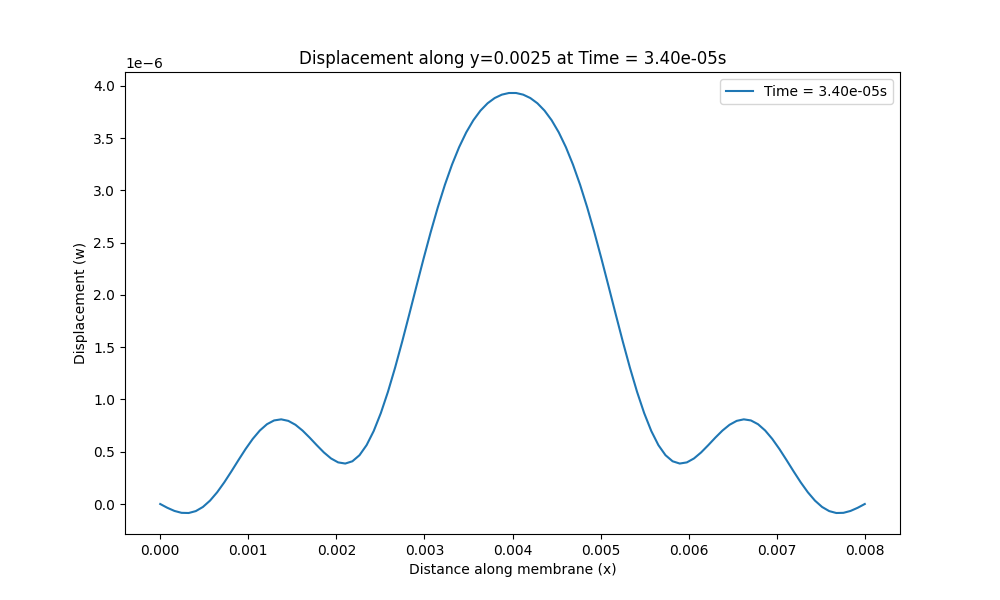 Displacement along y=0.0025 at Time = 3.40e-05s
1e−6
Time = 3.40e-05s
4.0
3.5
3.0
2.5
2.0
1.5
1.0
0.5
0.0
Displacement (w)
0.000 0.001 0.002 0.003 0.004 0.005 0.006 0.007 0.008
Distance along membrane (x)